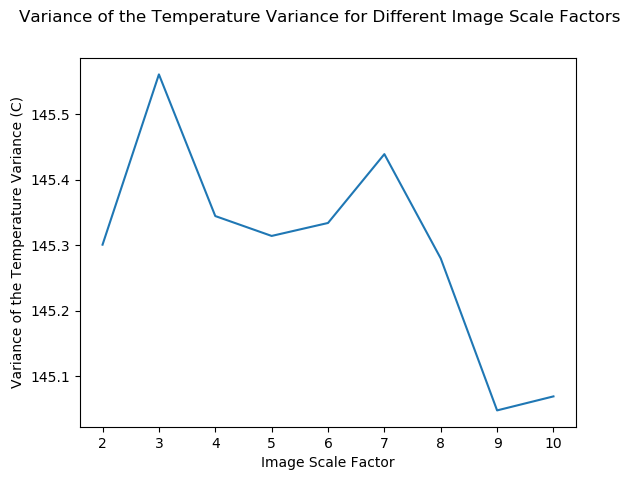 Variance of the Temperature Variance for Different Image Scale Factors
Variance of the Temperature Variance (C)
145.5
145.4
145.3
145.2
145.1
2 3 4 5 6 7 8 9 10
Image Scale Factor